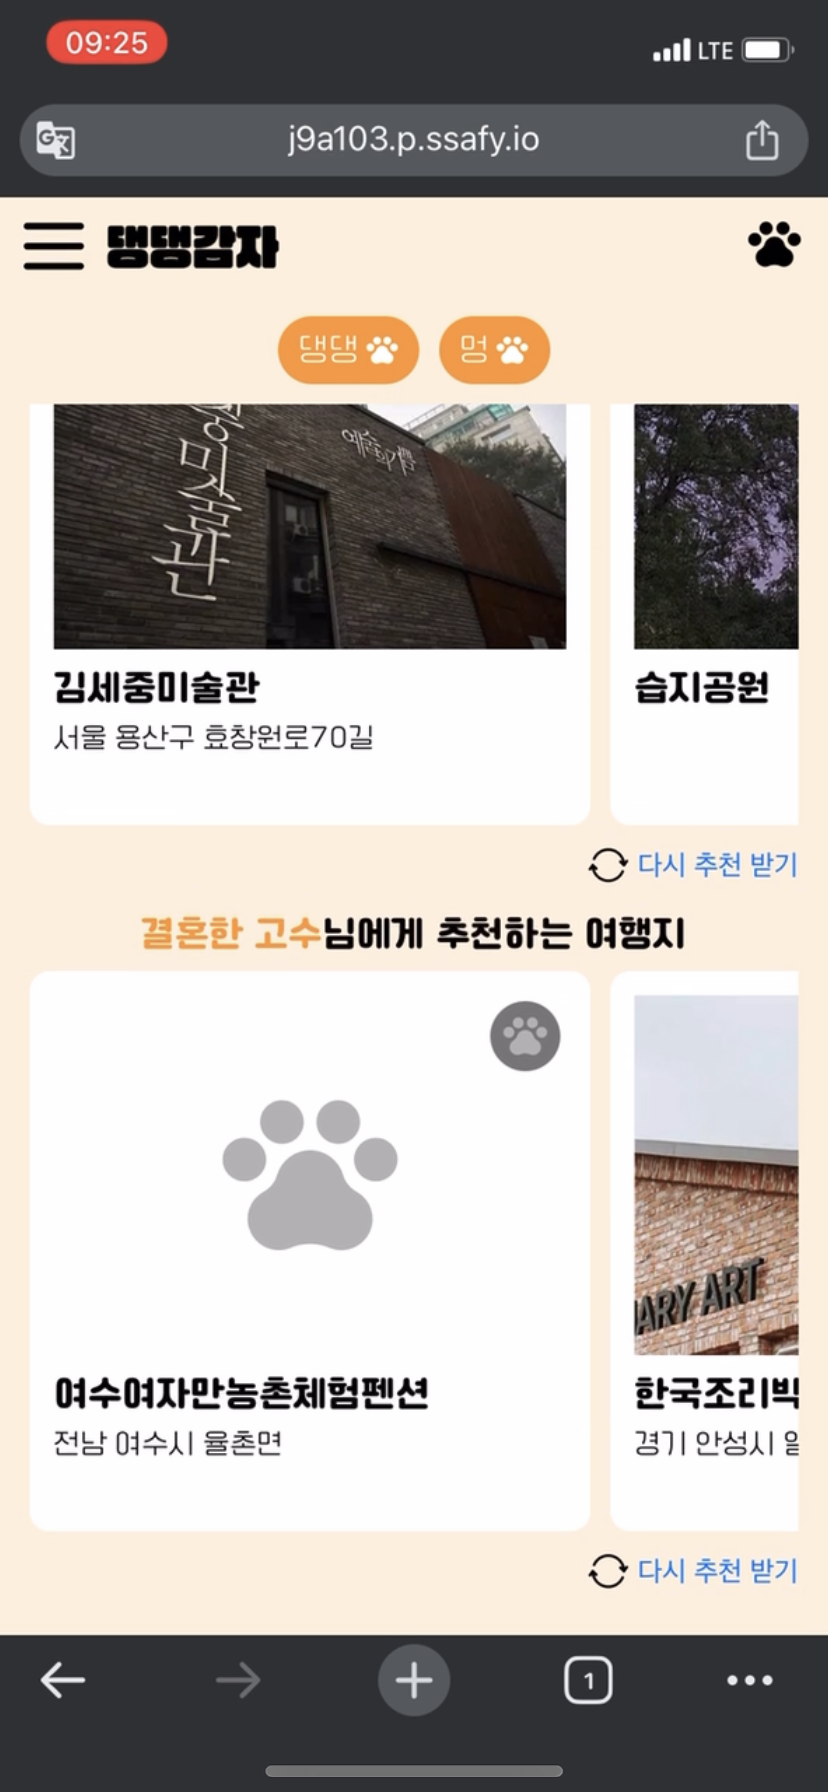 09:25
LTE
j9a103.p.ssafy.io
댕댕감자
댕댕
멍
중미술관
예술의기쁨
김세중미술관
서울 용산구 효창원로70길
습지공원
다시 추천 받기
결혼한 고수님에게 추천하는 여행지
ARY ART
여수여자만농촌체험펜션
전남 여수시 율촌면
한국조리박
경기 안성시 일
다시 추천 받기
1